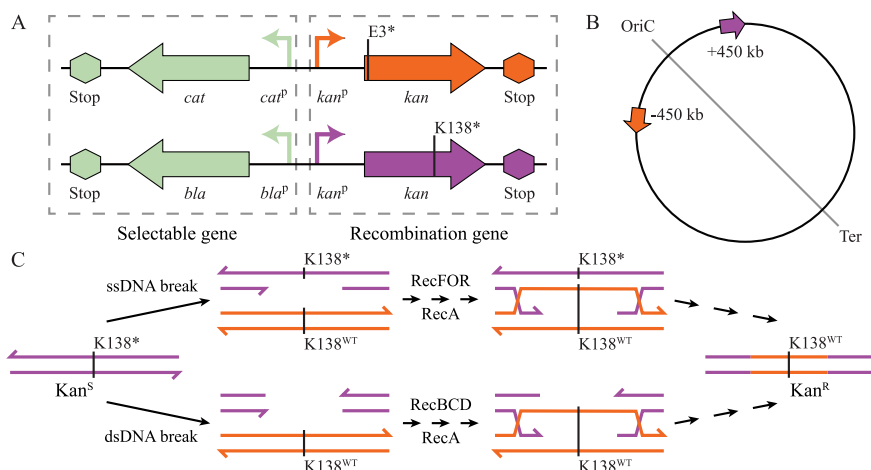 A
E3*
Stop
cat
catᵖ
kanᵖ
kan
Stop
K138*
Stop
bla
blaᵖ
kanᵖ
kan
Stop
Selectable gene
Recombination gene
B
OriC
+450 kb
-450 kb
Ter
C
K138*
Kanˢ
ssDNA break
dsDNA break
K138*
K138ᵂᵀ
RecFOR
RecA
K138*
K138ᵂᵀ
K138ᵂᵀ
RecBCD
RecA
K138ᵂᵀ
K138ᵂᵀ
Kanᴿ